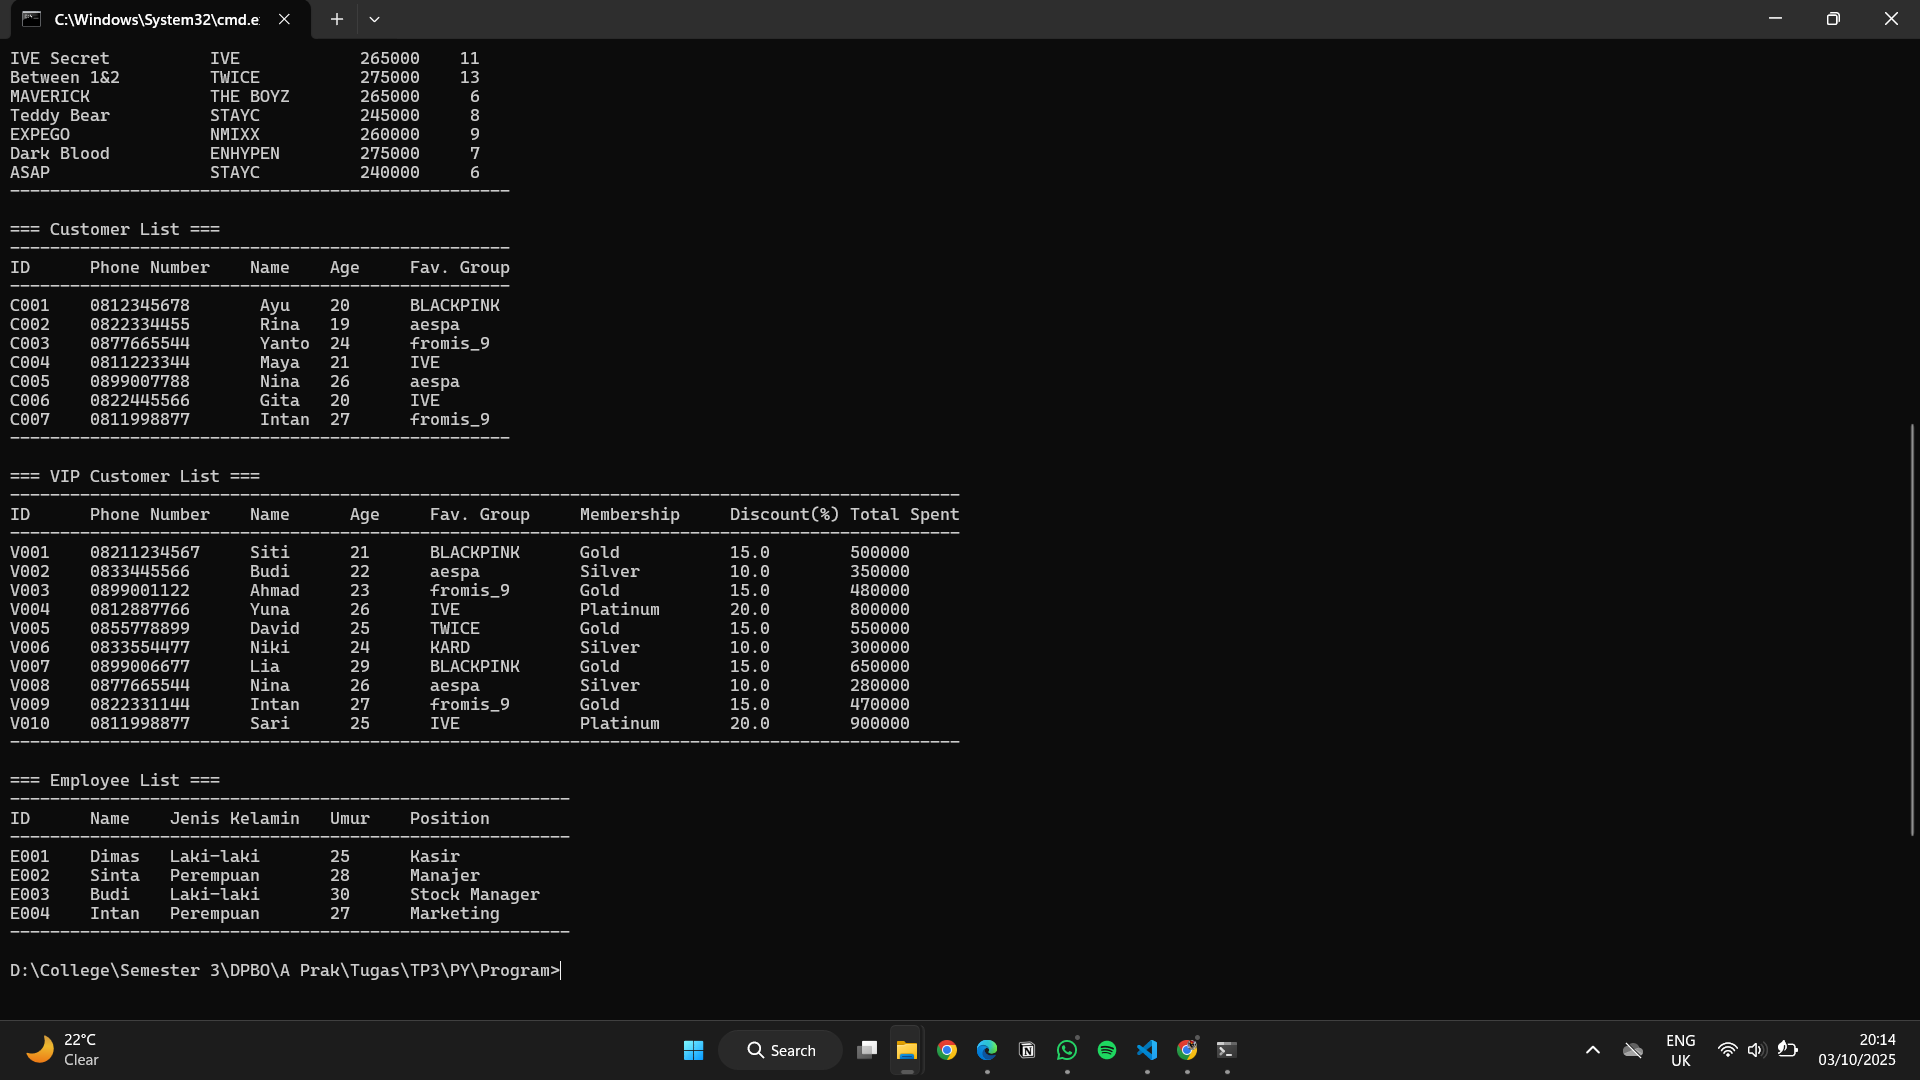 C:\Windows\System32\cmd.e
IVE Secret IVE 265000 11
Between 1&2 TWICE 275000 13
MAVERICK THE BOYZ 265000 6
Teddy Bear STAYC 245000 8
EXPEGO NMIXX 260000 9
Dark Blood ENHYPEN 275000 7
ASAP STAYC 240000 6
--------------------------------------------------
=== Customer List ===
--------------------------------------------------
ID Phone Number Name Age Fav. Group
--------------------------------------------------
C001 0812345678 Ayu 20 BLACKPINK
C002 0822334455 Rina 19 aespa
C003 0877665544 Yanto 24 fromis_9
C004 0811223344 Maya 21 IVE
C005 0899007788 Nina 26 aespa
C006 0822445566 Gita 20 IVE
C007 0811998877 Intan 27 fromis_9
--------------------------------------------------
=== VIP Customer List ===
-----------------------------------------------------------------------------------------------
ID Phone Number Name Age Fav. Group Membership Discount(%) Total Spent
-----------------------------------------------------------------------------------------------
V001 08211234567 Siti 21 BLACKPINK Gold 15.0 500000
V002 0833445566 Budi 22 aespa Silver 10.0 350000
V003 0899001122 Ahmad 23 fromis_9 Gold 15.0 480000
V004 0812887766 Yuna 26 IVE Platinum 20.0 800000
V005 0855778899 David 25 TWICE Gold 15.0 550000
V006 0833554477 Niki 24 KARD Silver 10.0 300000
V007 0899006677 Lia 29 BLACKPINK Gold 15.0 650000
V008 0877665544 Nina 26 aespa Silver 10.0 280000
V009 0822331144 Intan 27 fromis_9 Gold 15.0 470000
V010 0811998877 Sari 25 IVE Platinum 20.0 900000
-----------------------------------------------------------------------------------------------
=== Employee List ===
--------------------------------------------------------
ID Name Jenis Kelamin Umur Position
--------------------------------------------------------
E001 Dimas Laki-laki 25 Kasir
E002 Sinta Perempuan 28 Manajer
E003 Budi Laki-laki 30 Stock Manager
E004 Intan Perempuan 27 Marketing
--------------------------------------------------------
D:\College\Semester 3\DPBO\A Prak\Tugas\TP3\PY\Program>
22°C
Clear
Search
ENG
UK
20:14
03/10/2025